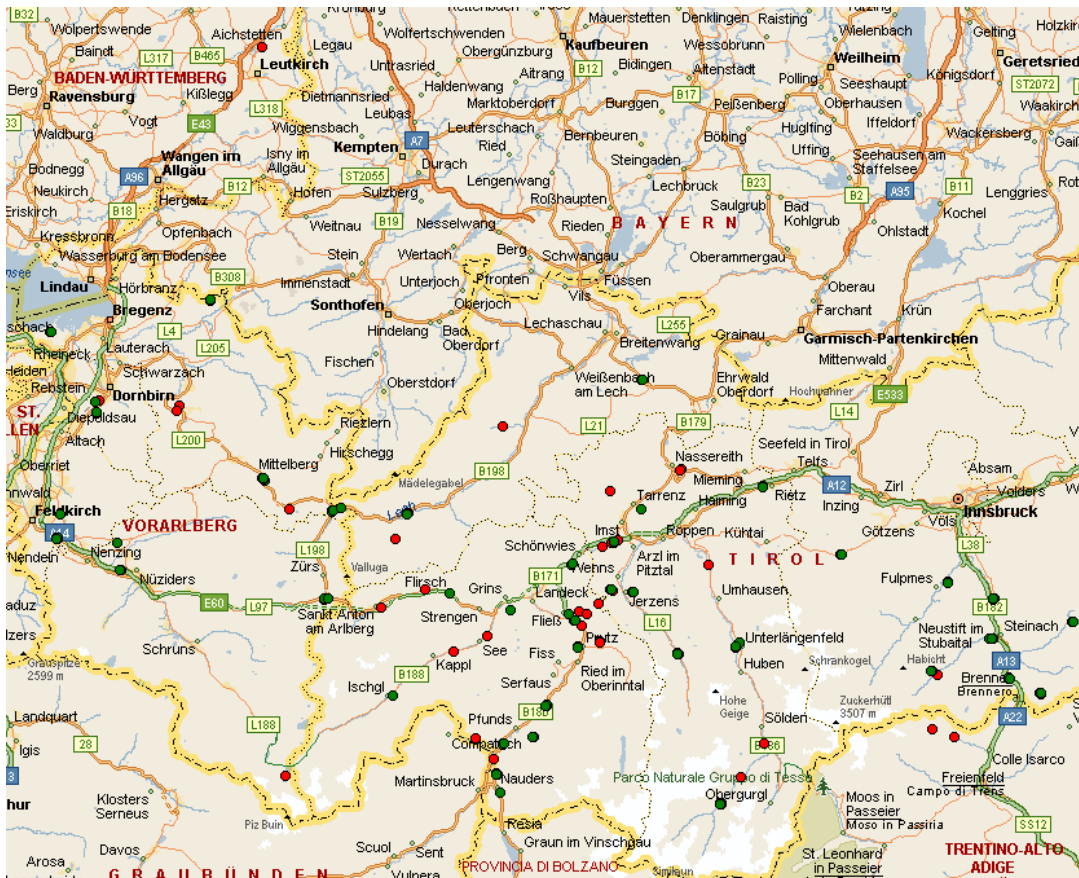 B32
Wolpertswende
Aichstetten
Legau
Kronburg
Rettenbach
Mauerstetten
Denklingen
Raisting
Wielenbach
Gelting
Baindt
L317
B465
Wolfertschwenden
Obergünzburg
Kaufbeuren
Wessobrunn
Weilheim
Geretsried
Leutkirch
Untrasried
Aitrang
B12
Bidingen
Altenstadt
Polling
Seeshaupt
Königsdorf
BADEN-WÜRTTEMBERG
Berg
Ravensburg
Kißlegg
Dietmannsried
Haldenwang
Marktoberdorf
Burggen
B17
Peißenberg
Oberhausen
Iffeldorf
ST2072
Waakirchen
Waldburg
Vogt
L318
E43
Leubas
Wiggensbach
Leuterschach
Bernbeuren
Böbing
Huglfing
Wackersberg
Bodnegg
Wangen im
Allgäu
Isny im
Allgäu
Kempten
A7
Durach
Ried
Steingaden
Uffing
Seehausen am
Staffelsee
Neukirch
A96
B12
ST2055
Sulzberg
Lengenwang
Lechbruck
B23
B2
A95
B11
Lenggries
Eriskirch
B18
Hergatz
Hofen
B19
Nesselwang
Roßhaupten
Saulgrub
Bad
Kohlgrub
Kochel
Kressbronn
Opfenbach
Weitnau
Rieden
BAYERN
Ohlstadt
Wasserburg am Bodensee
Stein
Wertach
Berg
Schwangau
Oberammergau
Lindau
Hörbranz
B308
Immenstadt
Unterjoch
Pfronten
Füssen
Oberau
Bregenz
Sonthofen
Oberjoch
Vils
Farchant
Krün
L4
Hindelang
Bad
Oberdorf
Lechaschau
L255
Grainau
Rheineck
Lauterach
L205
Breitenwang
Garmisch-Partenkirchen
Heiden
Schwarzach
Fischen
Mittenwald
Rebstein
Dornbirn
Oberstdorf
Weißenbach
am Lech
Ehrwald
Oberdorf
Hochwanner
E533
ST.
Diepoldsau
Riezlern
L21
B179
L14
Altach
L200
Hirschegg
Seefeld in Tirol
Oberriet
Mittelberg
B198
Nassereith
Telfs
Absam
Mädelegabel
Mieming
A12
Zirl
Volders
Feldkirch
Lech
Tarrenz
Haiming
Rietz
Inzing
Innsbruck
A14
VORARLBERG
Imst
Roppen
Kühtai
Götzens
Völs
Nendeln
Nenzing
L198
Schönwies
Arzl im
Pitztal
TIROL
L38
Nüziders
Zürs
Valluga
Flirsch
Grins
B171
Wenns
Umhausen
Fulpmes
E60
L97
Sankt Anton
am Arlberg
Strengen
Landeck
Jerzens
B182
Fließ
L16
Neustift im
Stubaital
Steinach
Schruns
See
Prutz
Unterlängenfeld
Grauspitze
2599 m
Kappl
Fiss
Ried im
Oberinntal
Huben
Schrankogel
Habicht
A13
Ischgl
B188
Serfaus
Hohe
Geige
Zuckerhütl
3507 m
Brenner
Brennero
Landquart
L188
Pfunds
B180
Sölden
A22
28
Igis
Compatsch
B186
Colle Isarco
Martinsbruck
Nauders
Parco Naturale Gruppo di Tessa
Freienfeld
Campo di Trens
Klosters
Serneus
Obergurgl
Moos in
Passeier
Moso in Passiria
Piz Buin
Resia
SS12
Davos
Scuol
Sent
Graun im Vinschgau
Arosa
GRAUBÜNDEN
PROVINCIA DI BOLZANO
Similaun
St. Leonhard
in Passeier
TRENTINO-ALTO
ADIGE